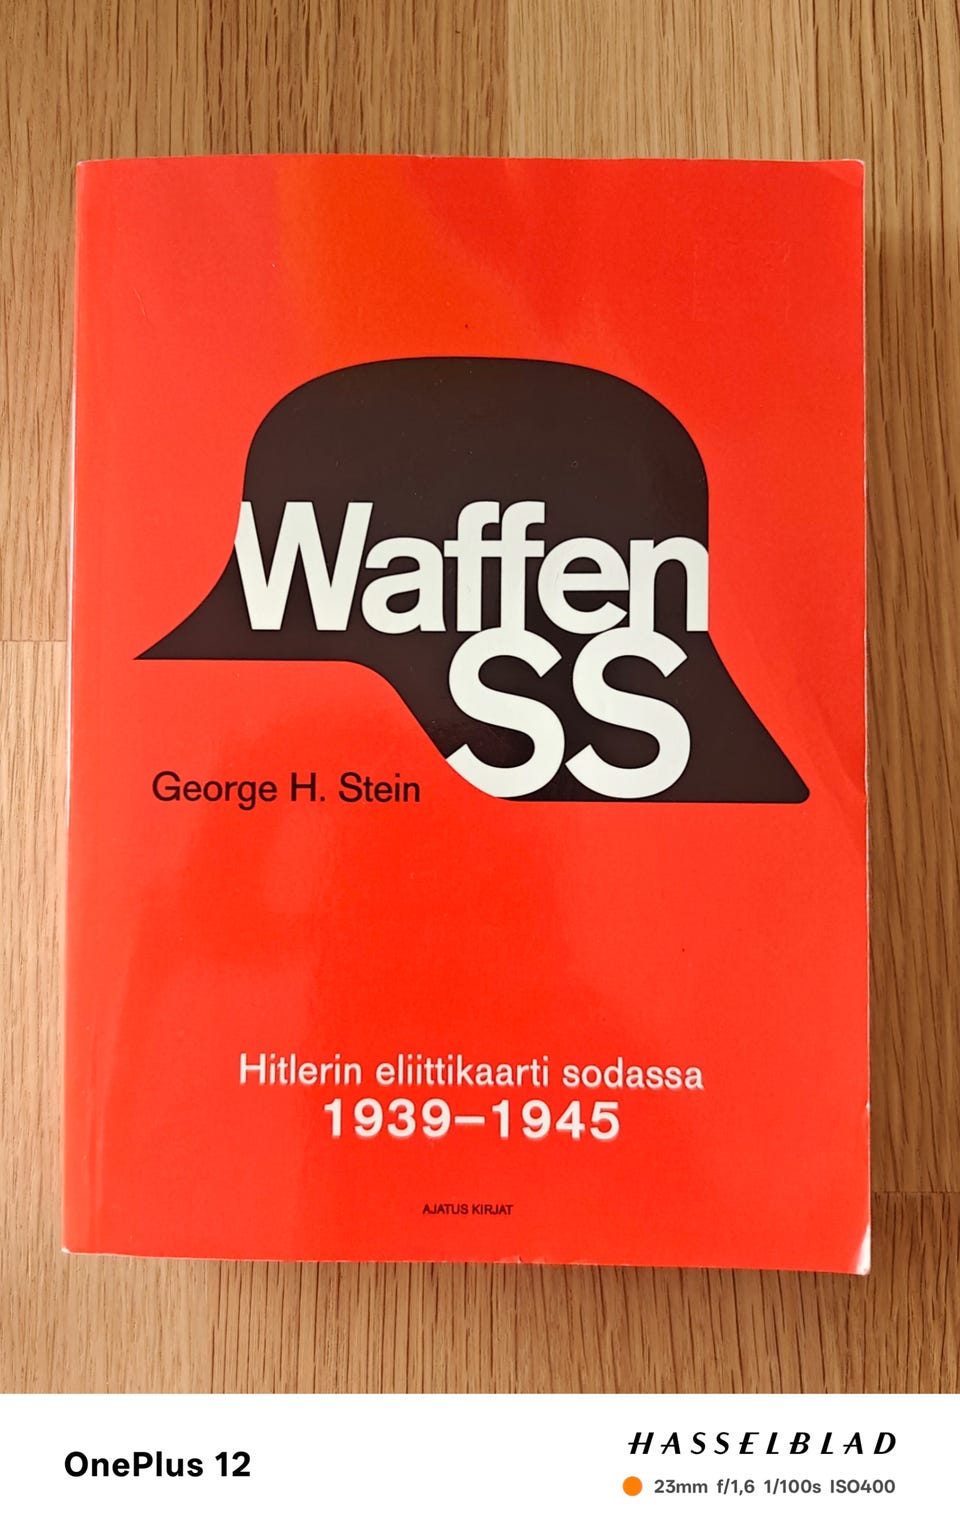 Waffen
SS
George H. Stein
Hitlerin eliittikaarti sodassa
1939–1945
AJATUS KIRJAT
OnePlus 12
HASSELBLAD
23mm f/1,6 1/100s ISO400